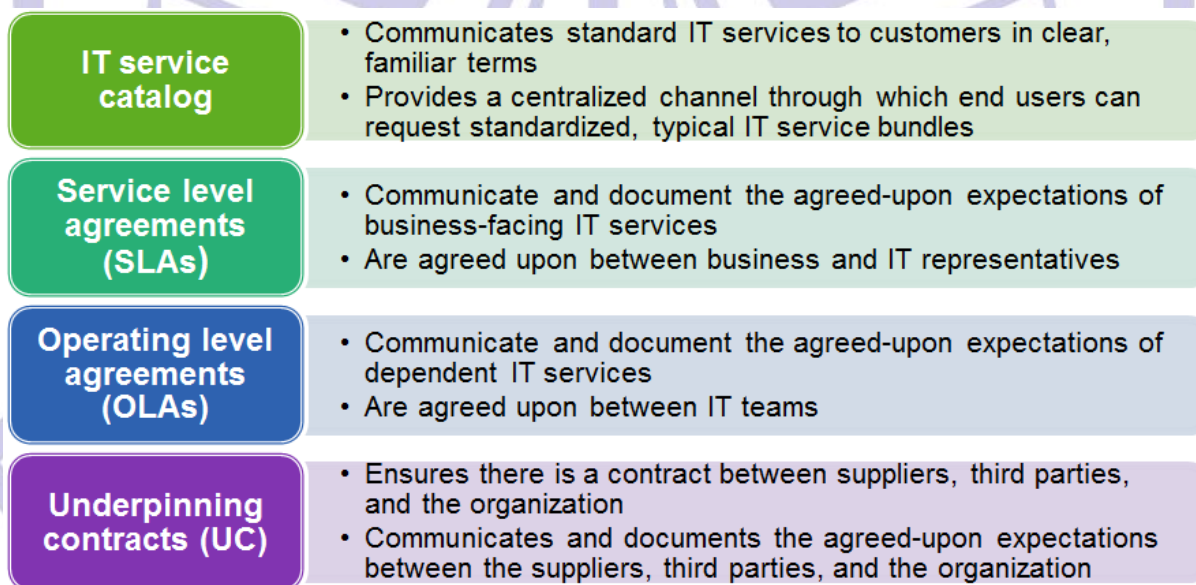 IT service
catalog
• Communicates standard IT services to customers in clear,
familiar terms
• Provides a centralized channel through which end users can
request standardized, typical IT service bundles
Service level
agreements
(SLAs)
• Communicate and document the agreed-upon expectations of
business-facing IT services
• Are agreed upon between business and IT representatives
Operating level
agreements
(OLAs)
• Communicate and document the agreed-upon expectations of
dependent IT services
• Are agreed upon between IT teams
Underpinning
contracts (UC)
• Ensures there is a contract between suppliers, third parties,
and the organization
• Communicates and documents the agreed-upon expectations
between the suppliers, third parties, and the organization